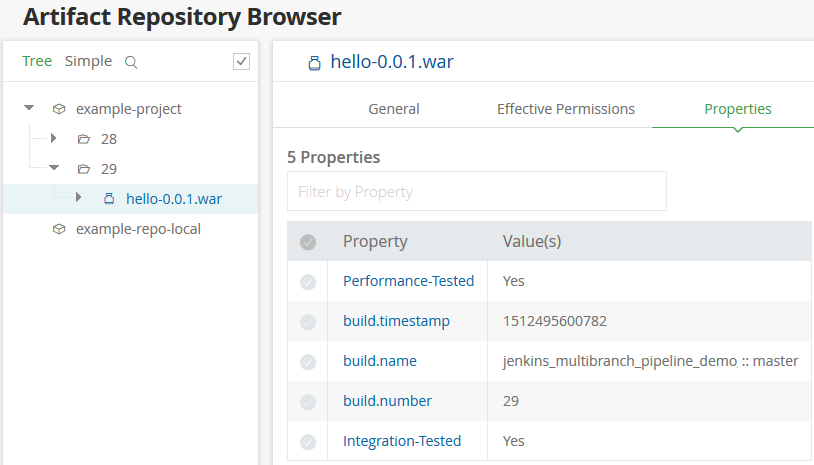 Artifact Repository Browser
Tree Simple
example-project
28
29
hello-0.0.1.war
example-repo-local
hello-0.0.1.war
General Effective Permissions Properties
5 Properties
Filter by Property
Property Value(s)
Performance-Tested Yes
build.timestamp 1512495600782
build.name jenkins_multibranch_pipeline_demo :: master
build.number 29
Integration-Tested Yes